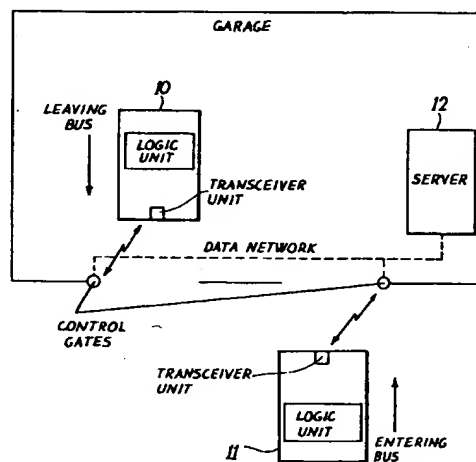 GARAGE
10
LEAVING
BUS
LOGIC
UNIT
TRANSCEIVER
UNIT
12
SERVER
DATA NETWORK
CONTROL
GATES
TRANSCEIVER
UNIT
LOGIC
UNIT
11
ENTERING
BUS